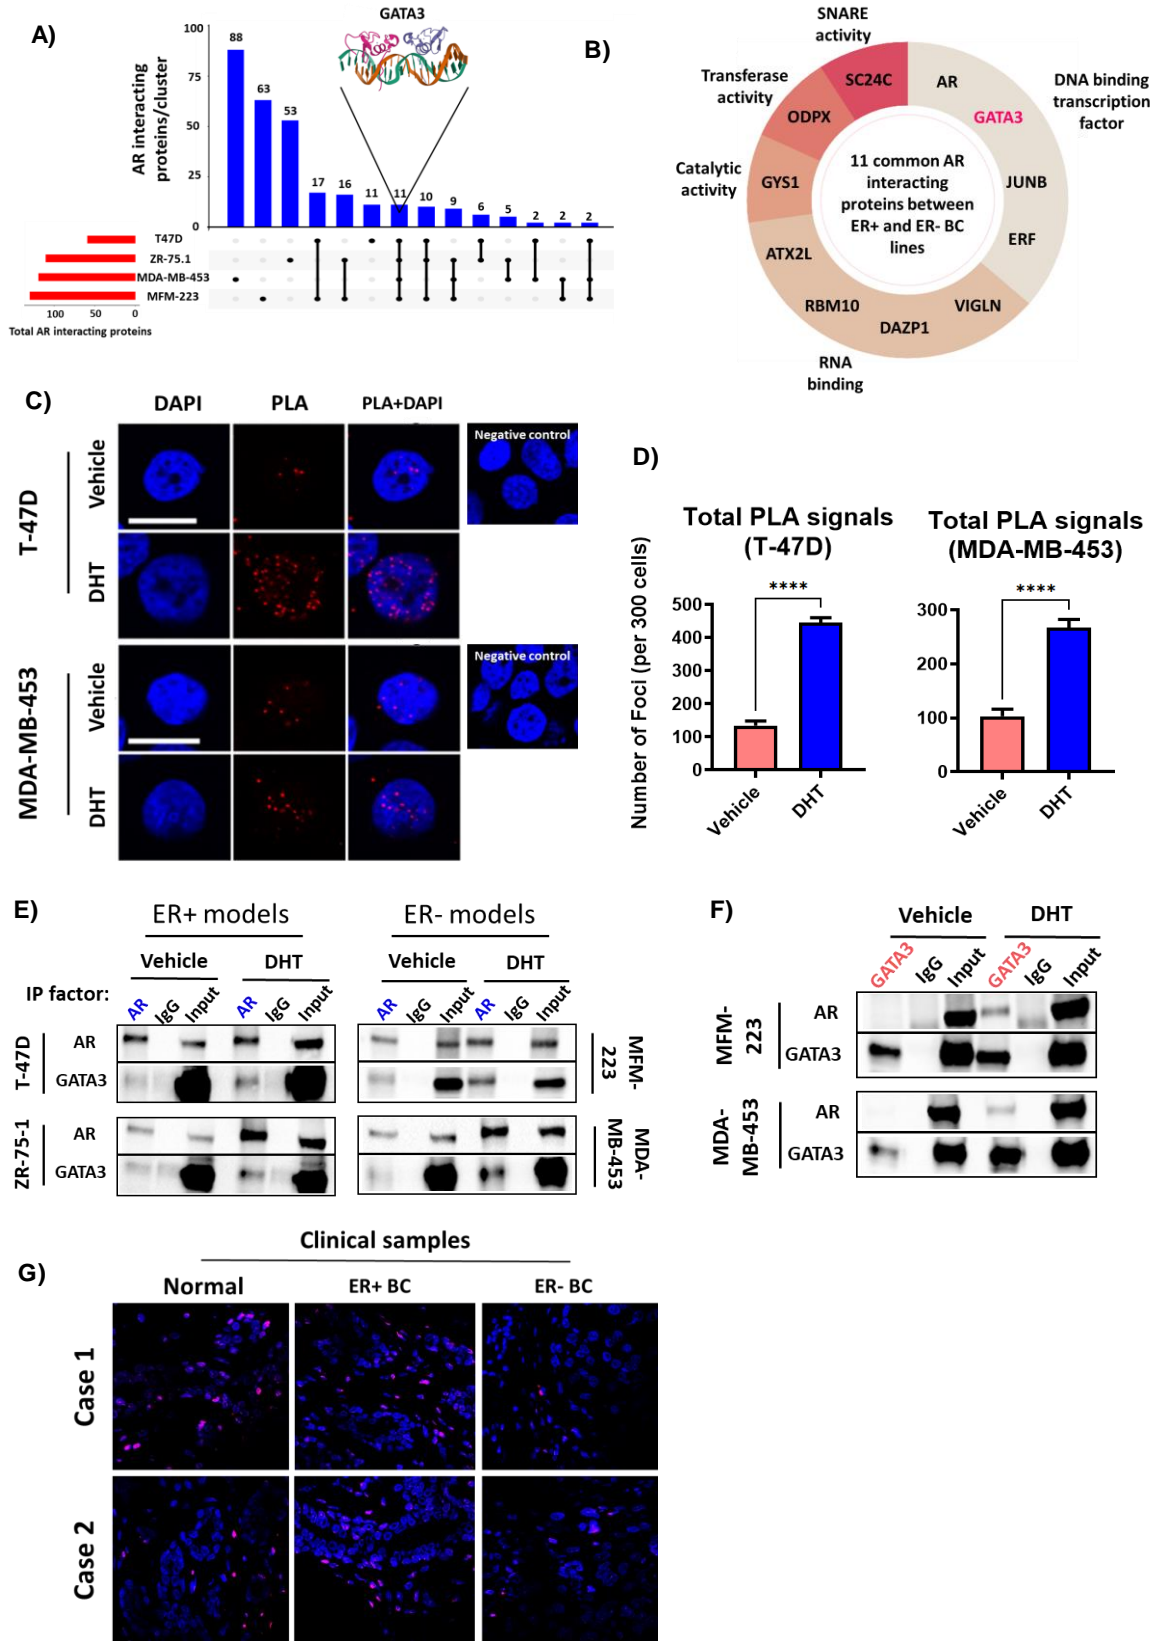 A)
GATA3
AR interacting
proteins/cluster
100
75
50
25
0
88
63
53
17
16
11
11
10
9
6
5
2
2
2
T47D
ZR-75.1
MDA-MB-453
MFM-223
100
50
0
Total AR interacting proteins
B)
SNARE
activity
Transferase
activity
Catalytic
activity
DNA binding
transcription
factor
RNA
binding
SC24C
AR
ODPX
GATA3
GYS1
JUNB
ERF
ATX2L
RBM10
DAZP1
VIGLN
11 common AR
interacting
proteins between
ER+ and ER- BC
lines
C)
DAPI
PLA
PLA+DAPI
T-47D
Vehicle
DHT
Negative control
MDA-MB-453
Vehicle
DHT
Negative control
D)
Total PLA signals
(T-47D)
Total PLA signals
(MDA-MB-453)
Number of Foci (per 300 cells)
****
500
400
300
200
100
0
Vehicle
DHT
****
300
200
100
0
Vehicle
DHT
E)
ER+ models
ER- models
Vehicle
DHT
Vehicle
DHT
IP factor:
AR
IgG
Input
AR
IgG
Input
AR
IgG
Input
AR
IgG
Input
T-47D
AR
GATA3
MFM-
223
ZR-75-1
AR
GATA3
MDA-
MB-453
F)
Vehicle
DHT
GATA3
IgG
Input
GATA3
IgG
Input
MFM-
223
AR
GATA3
MDA-
MB-453
AR
GATA3
G)
Clinical samples
Normal
ER+ BC
ER- BC
Case 1
Case 2